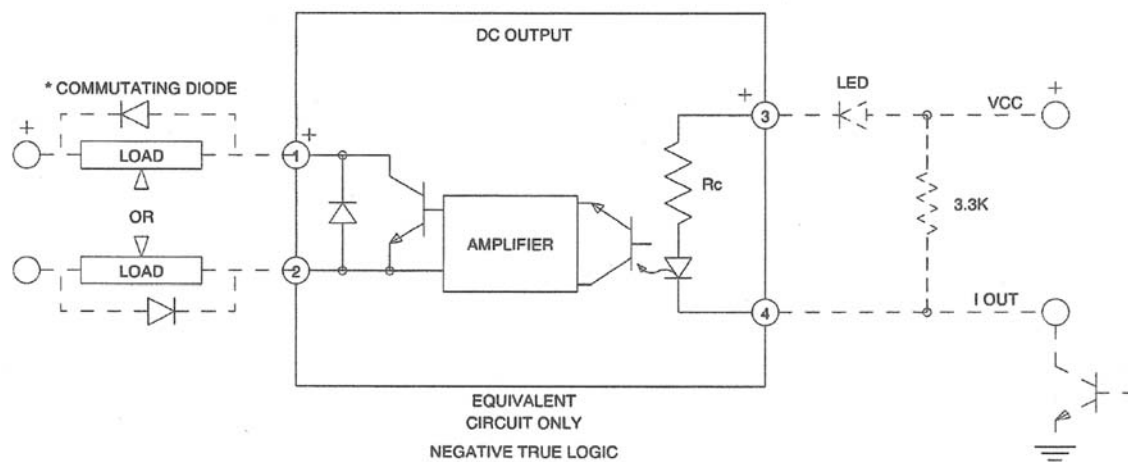 DC OUTPUT
* COMMUTATING DIODE
LED
+
+
VCC
+
3
+
LOAD
1
+
Rc
3.3K
OR
AMPLIFIER
LOAD
2
4
I OUT
EQUIVALENT
CIRCUIT ONLY
NEGATIVE TRUE LOGIC